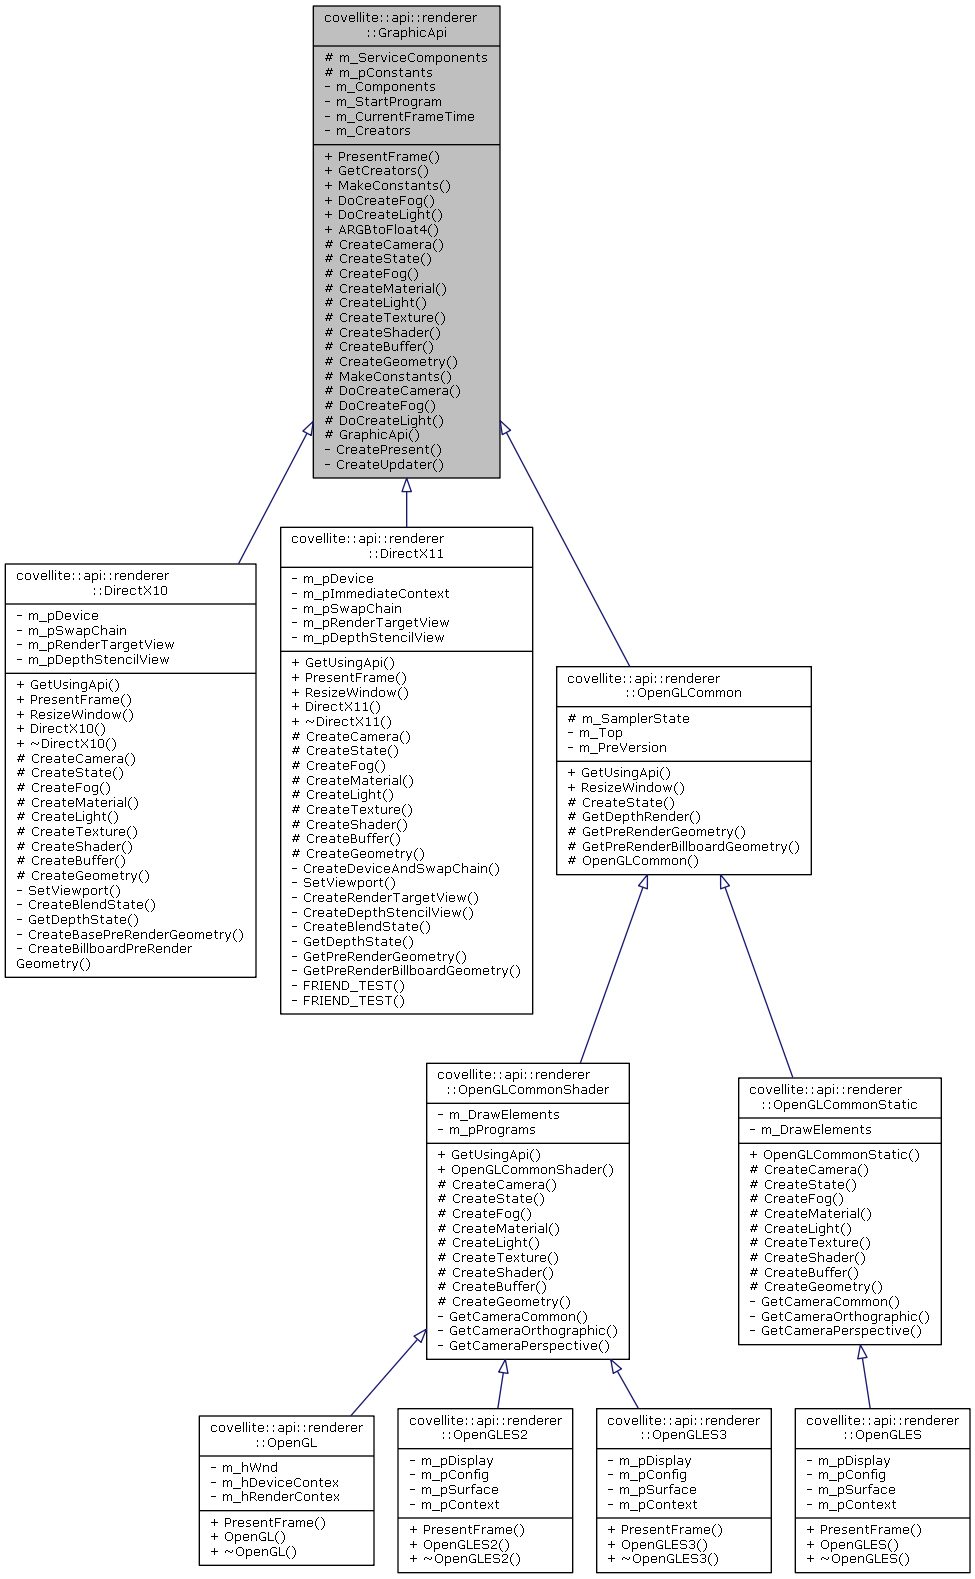 covellite::api::renderer
::GraphicApi
# m_ServiceComponents
# m_pConstants
- m_Components
- m_StartProgram
- m_CurrentFrameTime
- m_Creators
+ PresentFrame()
+ GetCreators()
+ MakeConstants()
+ DoCreateFog()
+ DoCreateLight()
+ ARGBtoFloat4()
# CreateCamera()
# CreateState()
# CreateFog()
# CreateMaterial()
# CreateLight()
# CreateTexture()
# CreateShader()
# CreateBuffer()
# CreateGeometry()
# MakeConstants()
# DoCreateCamera()
# DoCreateFog()
# DoCreateLight()
# GraphicApi()
- CreatePresent()
- CreateUpdater()
covellite::api::renderer
::DirectX10
- m_pDevice
- m_pSwapChain
- m_pRenderTargetView
- m_pDepthStencilView
+ GetUsingApi()
+ PresentFrame()
+ ResizeWindow()
+ DirectX10()
+ ~DirectX10()
# CreateCamera()
# CreateState()
# CreateFog()
# CreateMaterial()
# CreateLight()
# CreateTexture()
# CreateShader()
# CreateBuffer()
# CreateGeometry()
- SetViewport()
- CreateBlendState()
- GetDepthState()
- CreateBasePreRenderGeometry()
- CreateBillboardPreRender
Geometry()
covellite::api::renderer
::DirectX11
- m_pDevice
- m_pImmediateContext
- m_pSwapChain
- m_pRenderTargetView
- m_pDepthStencilView
+ GetUsingApi()
+ PresentFrame()
+ ResizeWindow()
+ DirectX11()
+ ~DirectX11()
# CreateCamera()
# CreateState()
# CreateFog()
# CreateMaterial()
# CreateLight()
# CreateTexture()
# CreateShader()
# CreateBuffer()
# CreateGeometry()
- CreateDeviceAndSwapChain()
- SetViewport()
- CreateRenderTargetView()
- CreateDepthStencilView()
- CreateBlendState()
- GetDepthState()
- GetPreRenderGeometry()
- GetPreRenderBillboardGeometry()
- FRIEND_TEST()
- FRIEND_TEST()
covellite::api::renderer
::OpenGLCommon
# m_SamplerState
- m_Top
- m_PreVersion
+ GetUsingApi()
+ ResizeWindow()
# CreateState()
# GetDepthRender()
# GetPreRenderGeometry()
# GetPreRenderBillboardGeometry()
# OpenGLCommon()
covellite::api::renderer
::OpenGLCommonShader
- m_DrawElements
- m_pPrograms
+ GetUsingApi()
+ OpenGLCommonShader()
# CreateCamera()
# CreateState()
# CreateFog()
# CreateMaterial()
# CreateLight()
# CreateTexture()
# CreateShader()
# CreateBuffer()
# CreateGeometry()
- GetCameraCommon()
- GetCameraOrthographic()
- GetCameraPerspective()
covellite::api::renderer
::OpenGLCommonStatic
- m_DrawElements
+ OpenGLCommonStatic()
# CreateCamera()
# CreateState()
# CreateFog()
# CreateMaterial()
# CreateLight()
# CreateTexture()
# CreateShader()
# CreateBuffer()
# CreateGeometry()
- GetCameraCommon()
- GetCameraOrthographic()
- GetCameraPerspective()
covellite::api::renderer
::OpenGL
- m_hWnd
- m_hDeviceContex
- m_hRenderContex
+ PresentFrame()
+ OpenGL()
+ ~OpenGL()
covellite::api::renderer
::OpenGLES2
- m_pDisplay
- m_pConfig
- m_pSurface
- m_pContext
+ PresentFrame()
+ OpenGLES2()
+ ~OpenGLES2()
covellite::api::renderer
::OpenGLES3
- m_pDisplay
- m_pConfig
- m_pSurface
- m_pContext
+ PresentFrame()
+ OpenGLES3()
+ ~OpenGLES3()
covellite::api::renderer
::OpenGLES
- m_pDisplay
- m_pConfig
- m_pSurface
- m_pContext
+ PresentFrame()
+ OpenGLES()
+ ~OpenGLES()